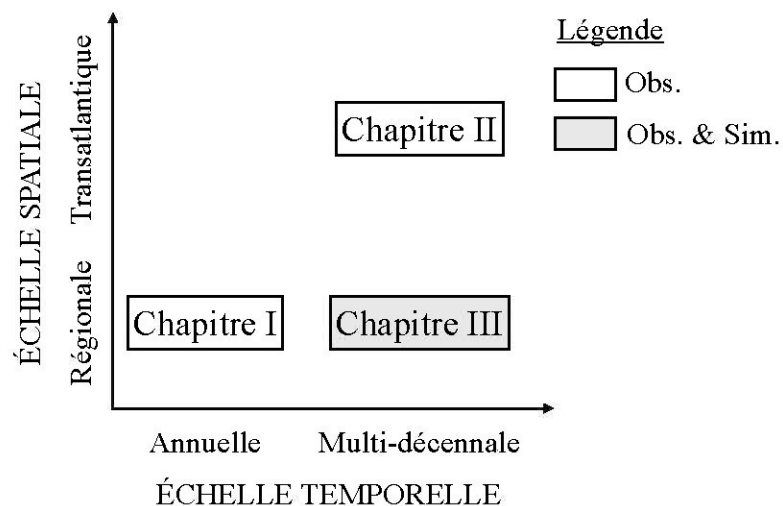 Légende
Obs.
Obs. & Sim.
ÉCHELLE SPATIALE
Transatlantique
Régionale
Chapitre II
Chapitre I
Chapitre III
Annuelle
Multi-décennale
ÉCHELLE TEMPORELLE